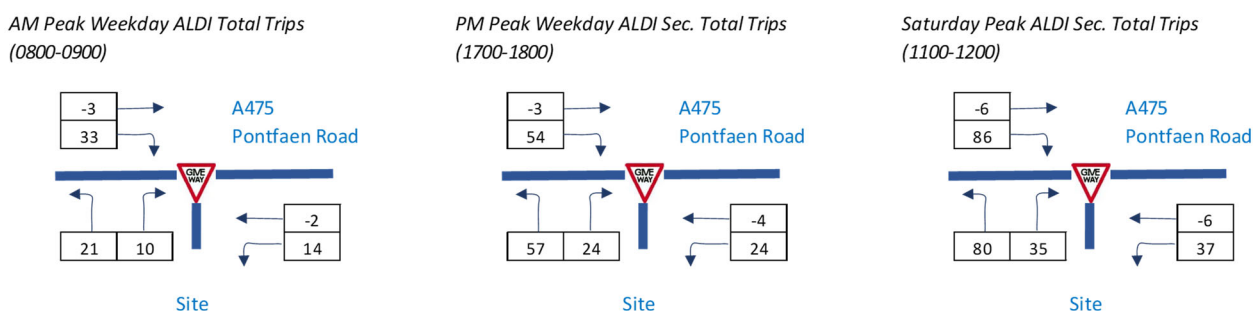 AM Peak Weekday ALDI Total Trips
(0800-0900)
-3
33
A475
Pontfaen Road
GIVE
WAY
21 10
-2
14
Site
PM Peak Weekday ALDI Sec. Total Trips
(1700-1800)
-3
54
A475
Pontfaen Road
GIVE
WAY
57 24
-4
24
Site
Saturday Peak ALDI Sec. Total Trips
(1100-1200)
-6
86
A475
Pontfaen Road
GIVE
WAY
80 35
-6
37
Site